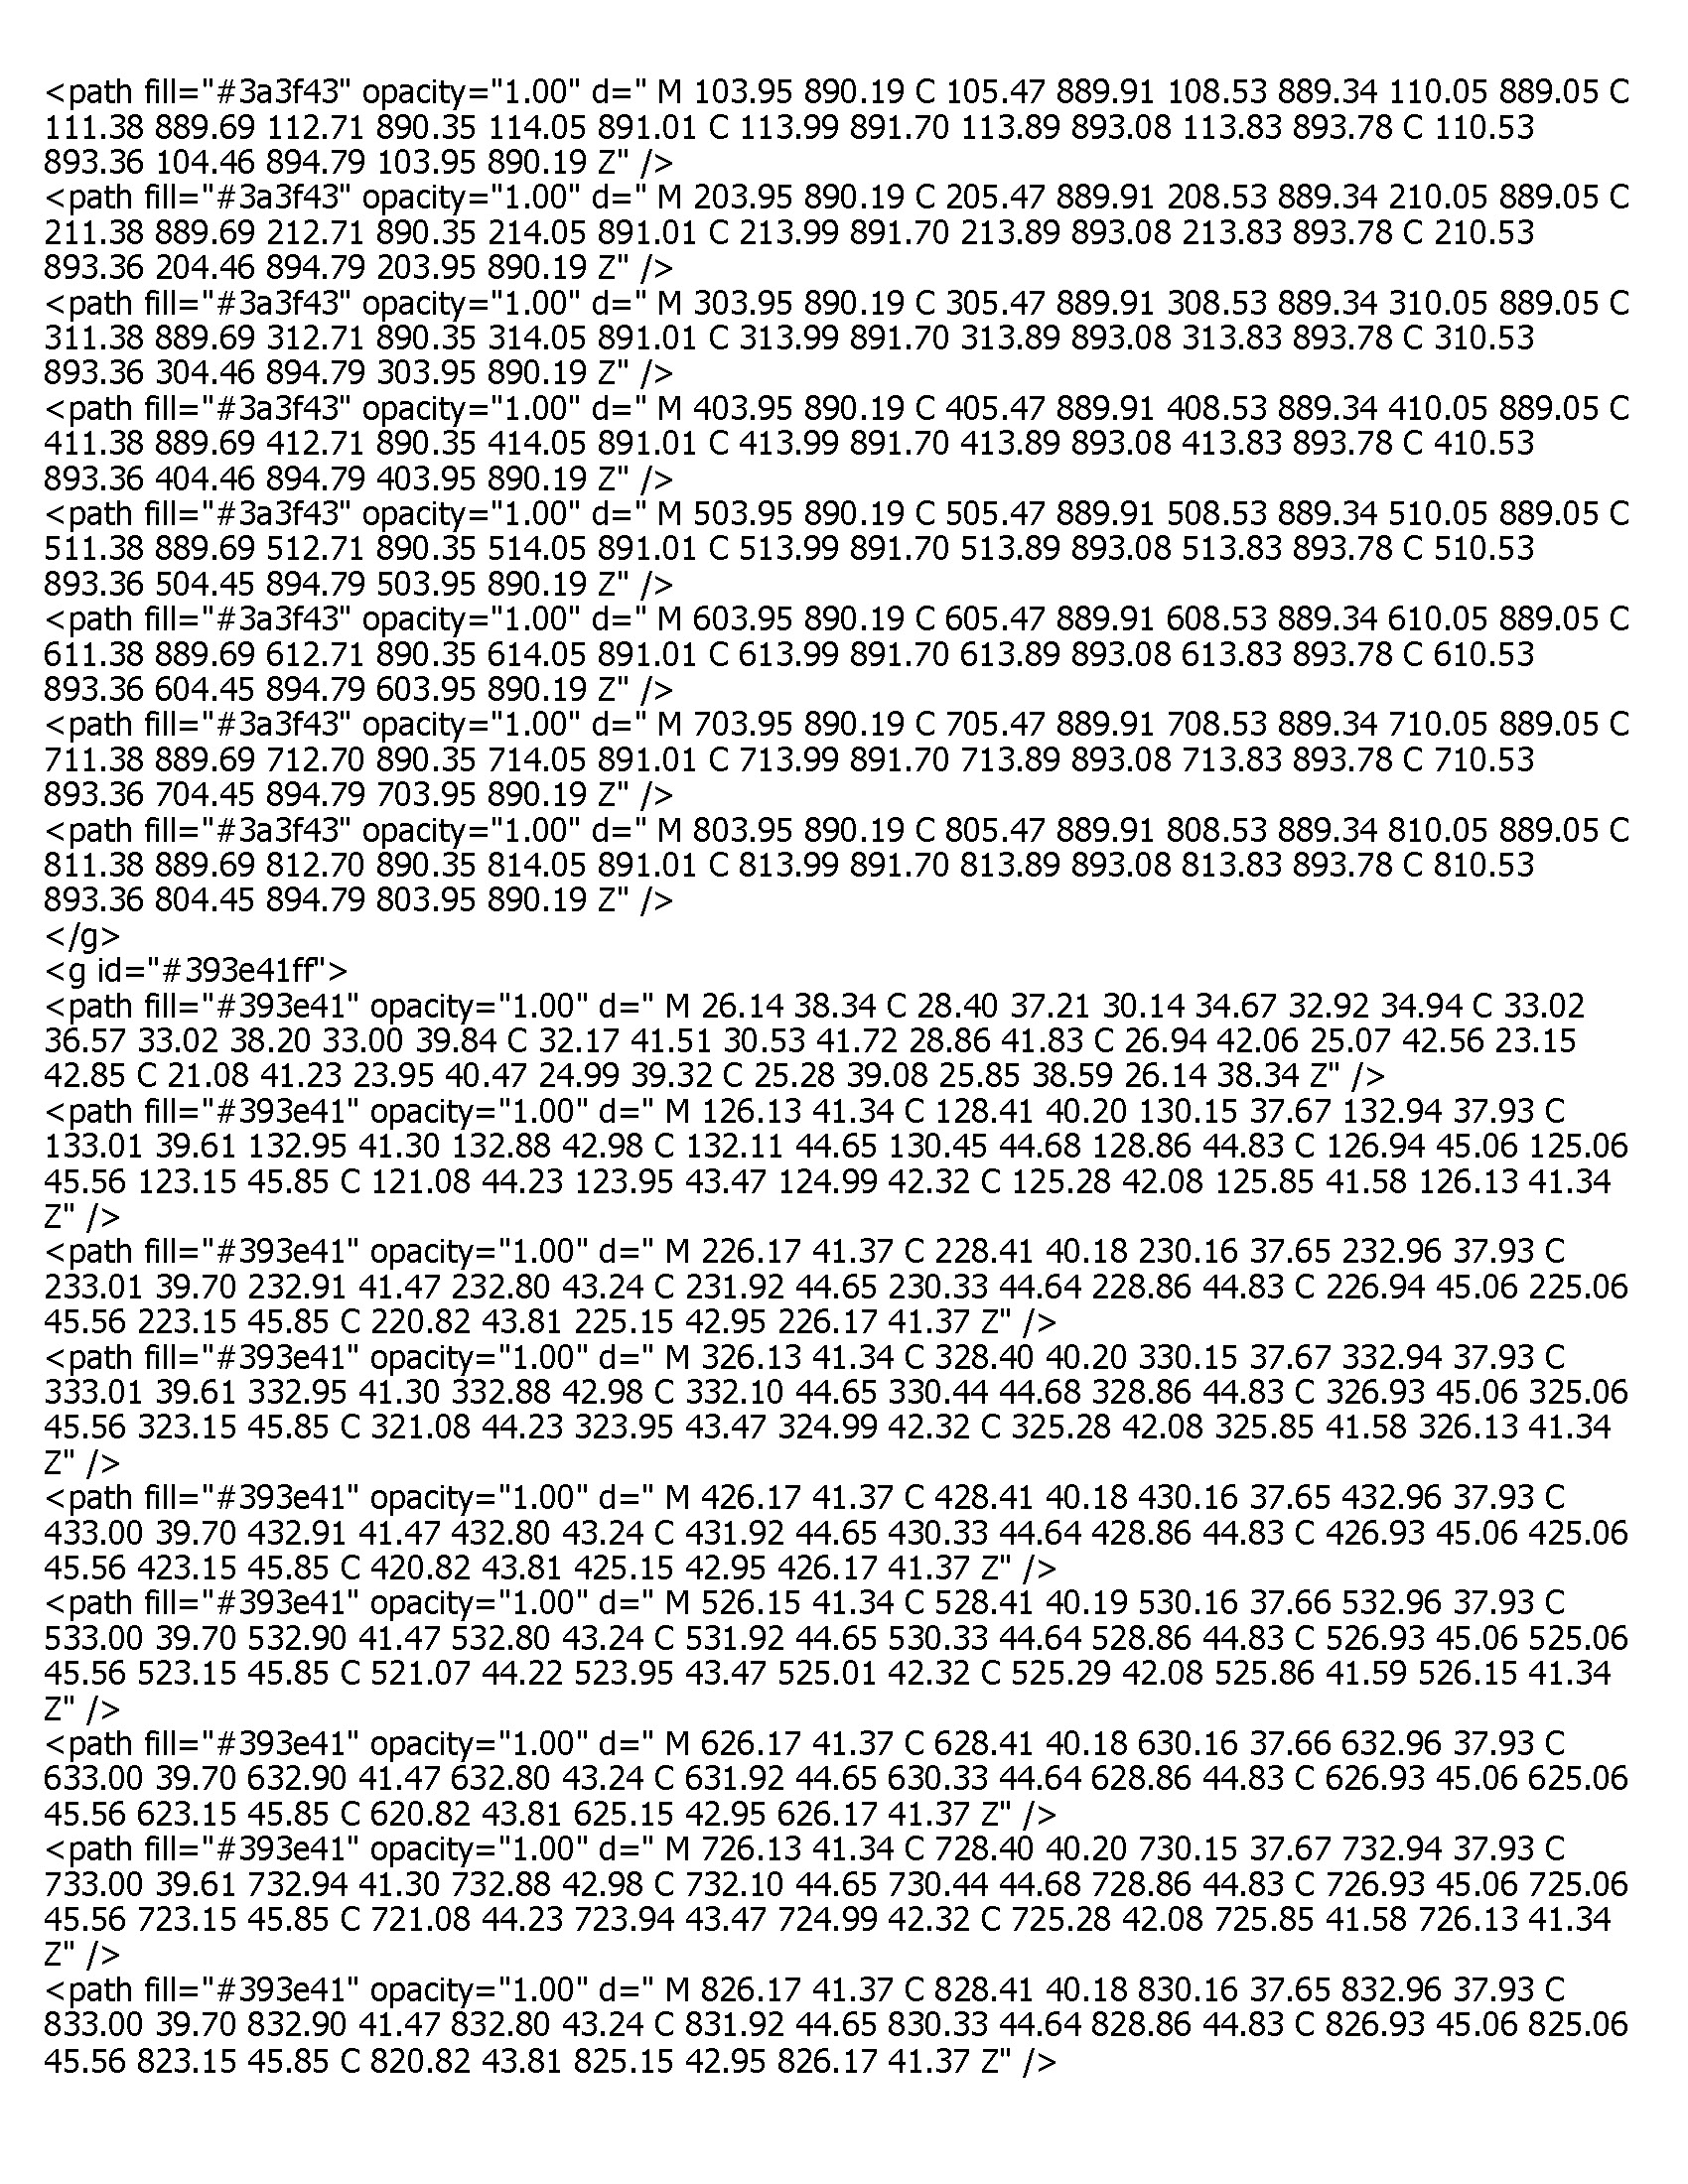 <path fill="#3a3f43" opacity="1.00" d=" M 103.95 890.19 C 105.47 889.91 108.53 889.34 110.05 889.05 C
111.38 889.69 112.71 890.35 114.05 891.01 C 113.99 891.70 113.89 893.08 113.83 893.78 C 110.53
893.36 104.46 894.79 103.95 890.19 Z" />
<path fill="#3a3f43" opacity="1.00" d=" M 203.95 890.19 C 205.47 889.91 208.53 889.34 210.05 889.05 C
211.38 889.69 212.71 890.35 214.05 891.01 C 213.99 891.70 213.89 893.08 213.83 893.78 C 210.53
893.36 204.46 894.79 203.95 890.19 Z" />
<path fill="#3a3f43" opacity="1.00" d=" M 303.95 890.19 C 305.47 889.91 308.53 889.34 310.05 889.05 C
311.38 889.69 312.71 890.35 314.05 891.01 C 313.99 891.70 313.89 893.08 313.83 893.78 C 310.53
893.36 304.46 894.79 303.95 890.19 Z" />
<path fill="#3a3f43" opacity="1.00" d=" M 403.95 890.19 C 405.47 889.91 408.53 889.34 410.05 889.05 C
411.38 889.69 412.71 890.35 414.05 891.01 C 413.99 891.70 413.89 893.08 413.83 893.78 C 410.53
893.36 404.46 894.79 403.95 890.19 Z" />
<path fill="#3a3f43" opacity="1.00" d=" M 503.95 890.19 C 505.47 889.91 508.53 889.34 510.05 889.05 C
511.38 889.69 512.71 890.35 514.05 891.01 C 513.99 891.70 513.89 893.08 513.83 893.78 C 510.53
893.36 504.45 894.79 503.95 890.19 Z" />
<path fill="#3a3f43" opacity="1.00" d=" M 603.95 890.19 C 605.47 889.91 608.53 889.34 610.05 889.05 C
611.38 889.69 612.71 890.35 614.05 891.01 C 613.99 891.70 613.89 893.08 613.83 893.78 C 610.53
893.36 604.45 894.79 603.95 890.19 Z" />
<path fill="#3a3f43" opacity="1.00" d=" M 703.95 890.19 C 705.47 889.91 708.53 889.34 710.05 889.05 C
711.38 889.69 712.70 890.35 714.05 891.01 C 713.99 891.70 713.89 893.08 713.83 893.78 C 710.53
893.36 704.45 894.79 703.95 890.19 Z" />
<path fill="#3a3f43" opacity="1.00" d=" M 803.95 890.19 C 805.47 889.91 808.53 889.34 810.05 889.05 C
811.38 889.69 812.70 890.35 814.05 891.01 C 813.99 891.70 813.89 893.08 813.83 893.78 C 810.53
893.36 804.45 894.79 803.95 890.19 Z" />
</g>
<g id="#393e41ff">
<path fill="#393e41" opacity="1.00" d=" M 26.14 38.34 C 28.40 37.21 30.14 34.67 32.92 34.94 C 33.02
36.57 33.02 38.20 33.00 39.84 C 32.17 41.51 30.53 41.72 28.86 41.83 C 26.94 42.06 25.07 42.56 23.15
42.85 C 21.08 41.23 23.95 40.47 24.99 39.32 C 25.28 39.08 25.85 38.59 26.14 38.34 Z" />
<path fill="#393e41" opacity="1.00" d=" M 126.13 41.34 C 128.41 40.20 130.15 37.67 132.94 37.93 C
133.01 39.61 132.95 41.30 132.88 42.98 C 132.11 44.65 130.45 44.68 128.86 44.83 C 126.94 45.06 125.06
45.56 123.15 45.85 C 121.08 44.23 123.95 43.47 124.99 42.32 C 125.28 42.08 125.85 41.58 126.13 41.34
Z" />
<path fill="#393e41" opacity="1.00" d=" M 226.17 41.37 C 228.41 40.18 230.16 37.65 232.96 37.93 C
233.01 39.70 232.91 41.47 232.80 43.24 C 231.92 44.65 230.33 44.64 228.86 44.83 C 226.94 45.06 225.06
45.56 223.15 45.85 C 220.82 43.81 225.15 42.95 226.17 41.37 Z" />
<path fill="#393e41" opacity="1.00" d=" M 326.13 41.34 C 328.40 40.20 330.15 37.67 332.94 37.93 C
333.01 39.61 332.95 41.30 332.88 42.98 C 332.10 44.65 330.44 44.68 328.86 44.83 C 326.93 45.06 325.06
45.56 323.15 45.85 C 321.08 44.23 323.95 43.47 324.99 42.32 C 325.28 42.08 325.85 41.58 326.13 41.34
Z" />
<path fill="#393e41" opacity="1.00" d=" M 426.17 41.37 C 428.41 40.18 430.16 37.65 432.96 37.93 C
433.00 39.70 432.91 41.47 432.80 43.24 C 431.92 44.65 430.33 44.64 428.86 44.83 C 426.93 45.06 425.06
45.56 423.15 45.85 C 420.82 43.81 425.15 42.95 426.17 41.37 Z" />
<path fill="#393e41" opacity="1.00" d=" M 526.15 41.34 C 528.41 40.19 530.16 37.66 532.96 37.93 C
533.00 39.70 532.90 41.47 532.80 43.24 C 531.92 44.65 530.33 44.64 528.86 44.83 C 526.93 45.06 525.06
45.56 523.15 45.85 C 521.07 44.22 523.95 43.47 525.01 42.32 C 525.29 42.08 525.86 41.59 526.15 41.34
Z" />
<path fill="#393e41" opacity="1.00" d=" M 626.17 41.37 C 628.41 40.18 630.16 37.66 632.96 37.93 C
633.00 39.70 632.90 41.47 632.80 43.24 C 631.92 44.65 630.33 44.64 628.86 44.83 C 626.93 45.06 625.06
45.56 623.15 45.85 C 620.82 43.81 625.15 42.95 626.17 41.37 Z" />
<path fill="#393e41" opacity="1.00" d=" M 726.13 41.34 C 728.40 40.20 730.15 37.67 732.94 37.93 C
733.00 39.61 732.94 41.30 732.88 42.98 C 732.10 44.65 730.44 44.68 728.86 44.83 C 726.93 45.06 725.06
45.56 723.15 45.85 C 721.08 44.23 723.94 43.47 724.99 42.32 C 725.28 42.08 725.85 41.58 726.13 41.34
Z" />
<path fill="#393e41" opacity="1.00" d=" M 826.17 41.37 C 828.41 40.18 830.16 37.65 832.96 37.93 C
833.00 39.70 832.90 41.47 832.80 43.24 C 831.92 44.65 830.33 44.64 828.86 44.83 C 826.93 45.06 825.06
45.56 823.15 45.85 C 820.82 43.81 825.15 42.95 826.17 41.37 Z" />